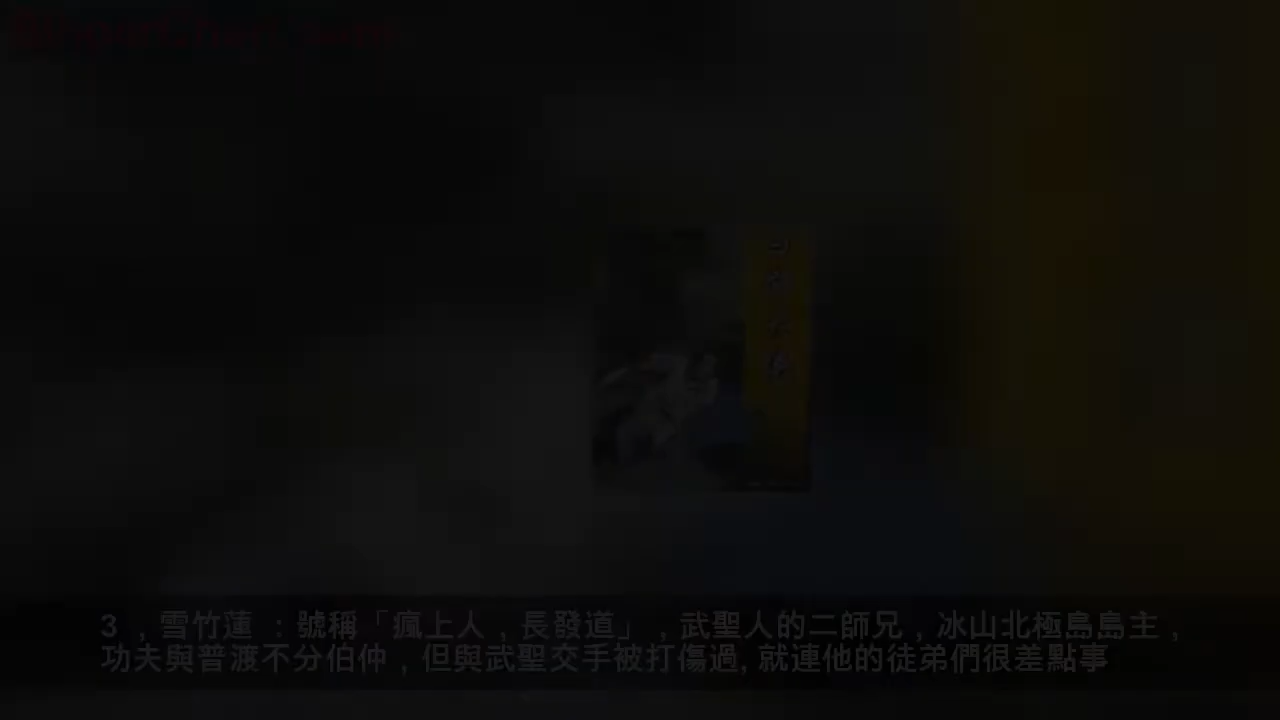 3 ，雪竹蓮 ：號稱「瘋上人，長發道」，武聖人的二師兄，冰山北極島島主，
功夫與普渡不分伯仲，但與武聖交手被打傷過, 就連他的徒弟們很差點事